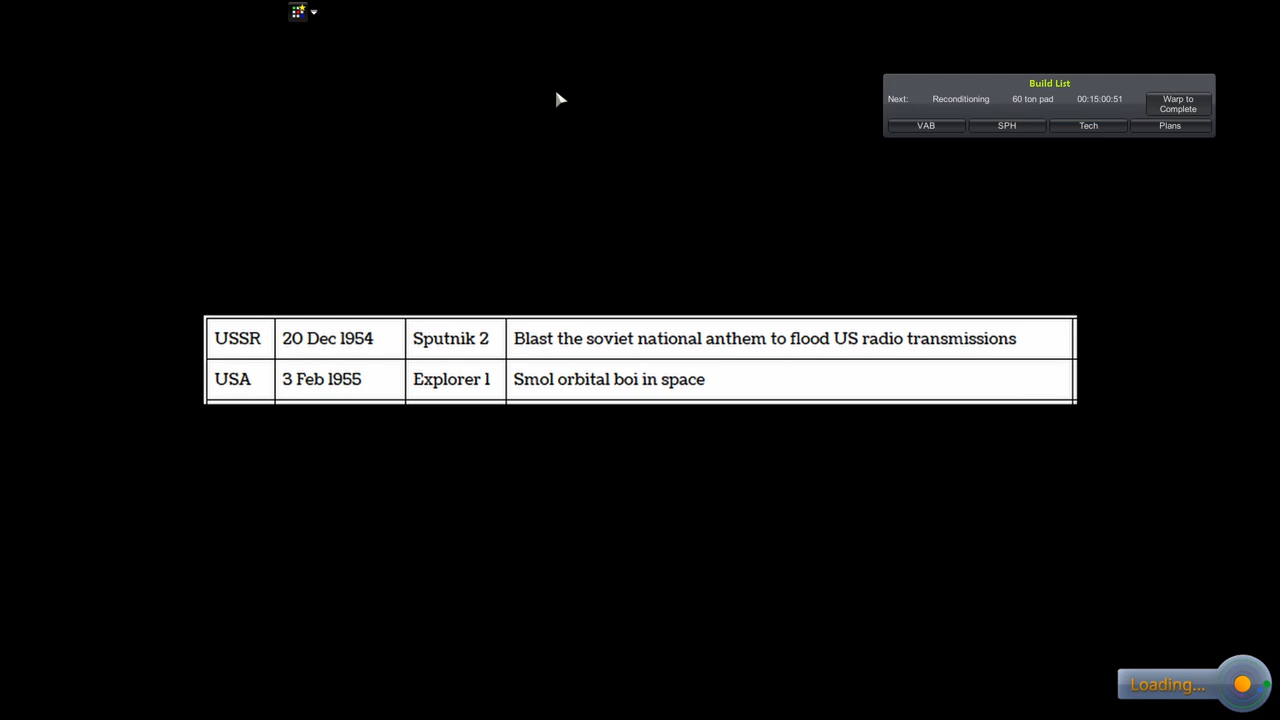 Build List
Next: Reconditioning 60 ton pad 00:15:00:51 Warp to Complete
VAB SPH Tech Plans
USSR 20 Dec 1954 Sputnik 2 Blast the soviet national anthem to flood US radio transmissions
USA 3 Feb 1955 Explorer 1 Smol orbital boi in space
Loading...